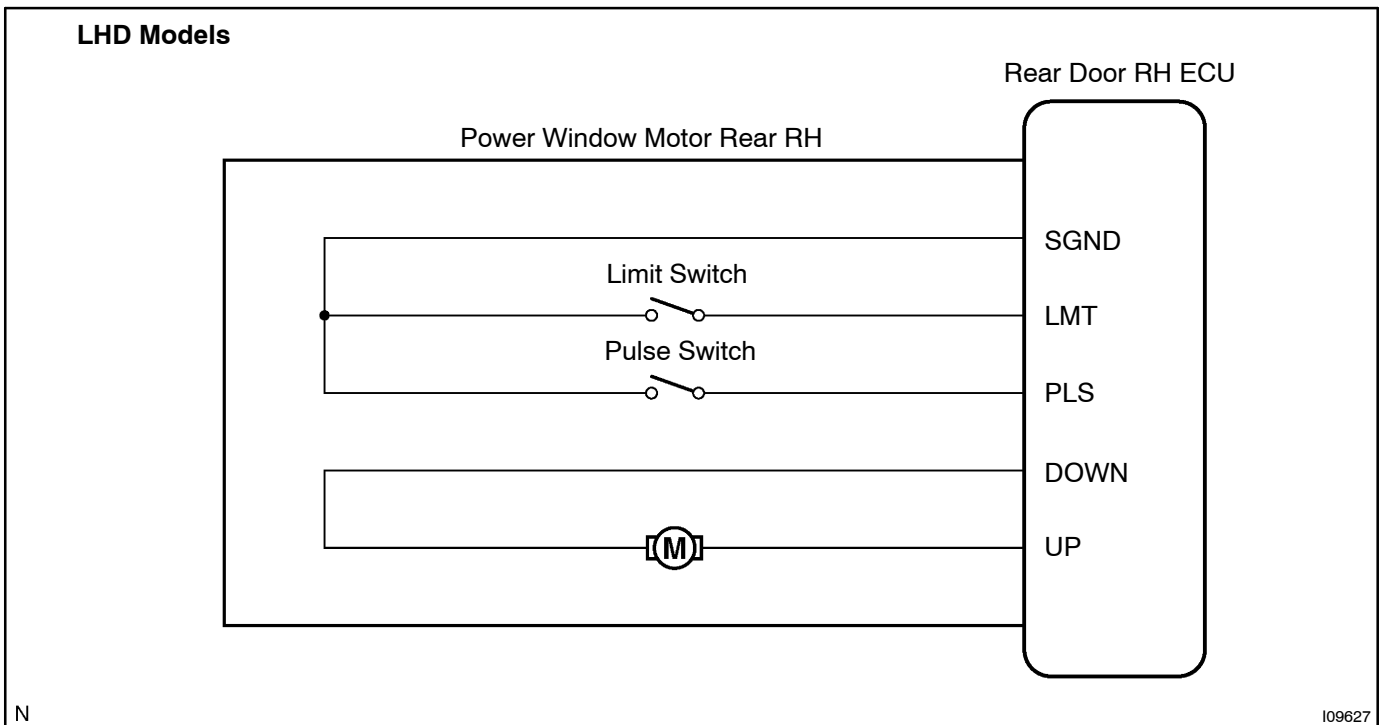 LHD Models
Rear Door RH ECU
Power Window Motor Rear RH
SGND
Limit Switch
LMT
Pulse Switch
PLS
DOWN
M
UP
N
I09627